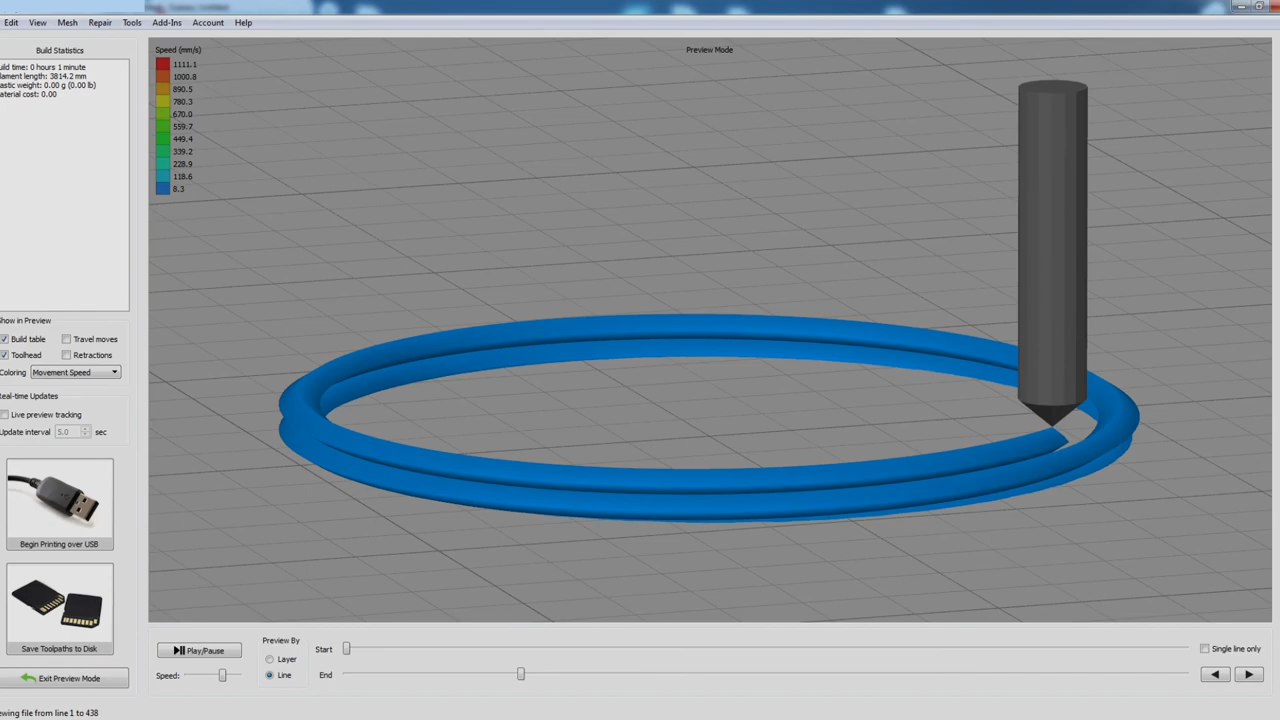 Edit View Mesh Repair Tools Add-Ins Account Help
Build Statistics
uild time: 0 hours 1 minute
lament length: 3814.2 mm
astic weight: 0.00 g (0.00 lb)
aterial cost: 0.00
Speed (mm/s)
1111.1
1000.8
890.5
780.3
670.0
559.7
449.4
339.2
228.9
118.6
8.3
Preview Mode
Show in Preview
Build table Travel moves
Toolhead Retractions
Coloring Movement Speed
Real-time Updates
Live preview tracking
Update interval 5.0 sec
Begin Printing over USB
Save Toolpaths to Disk
Exit Preview Mode
Play/Pause
Speed:
Preview By
Layer
Line
Start
End
Single line only
ewing file from line 1 to 438